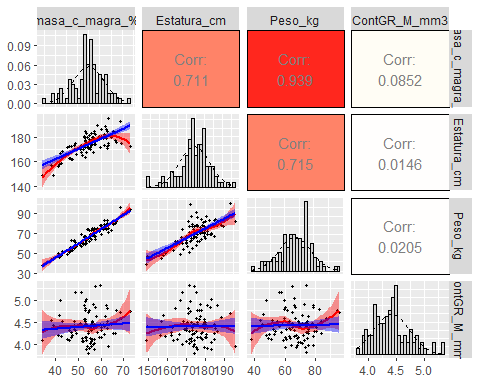 masa_c_magra_%
Estatura_cm
Peso_kg
ContGR_M_mm3
0.09
0.06
0.03
0.00
Corr:
0.711
Corr:
0.939
Corr:
0.0852
masa_c_magra_
180
160
140
Corr:
0.715
Corr:
0.0146
Estatura_cm
90
70
50
30
Corr:
0.0205
Peso_kg
5.0
4.5
4.0
ontGR_M_mm
40 50 60 70
150 160 170 180 190
40 60 80
4.0 4.5 5.0